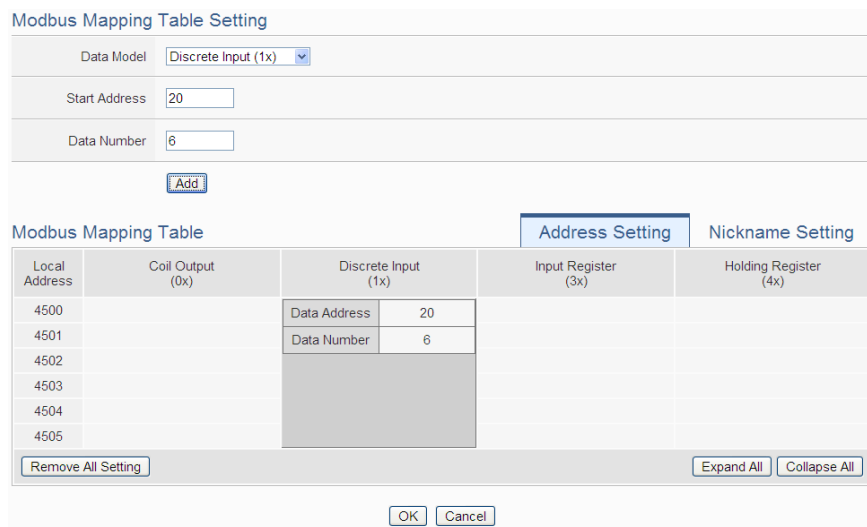 Modbus Mapping Table Setting
Data Model Discrete Input (1x)
Start Address 20
Data Number 6
Add
Modbus Mapping Table Address Setting Nickname Setting
Local Address Coil Output (0x) Discrete Input (1x) Input Register (3x) Holding Register (4x)
4500 Data Address 20
4501 Data Number 6
4502
4503
4504
4505
Remove All Setting Expand All Collapse All
OK Cancel